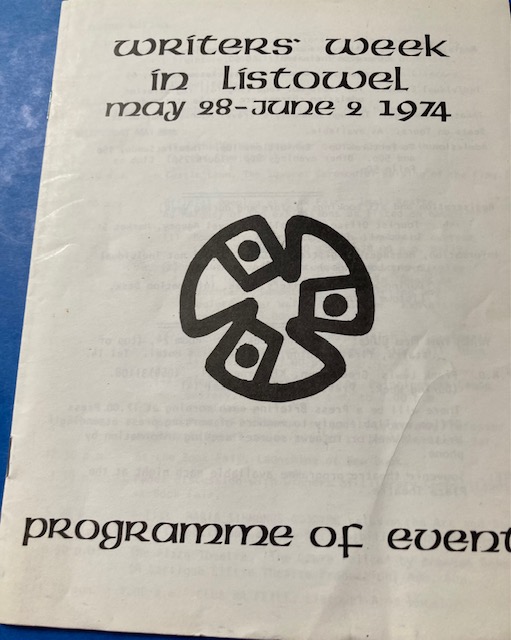 writers' week
in listowel
may 28-june 2 1974
programme of event